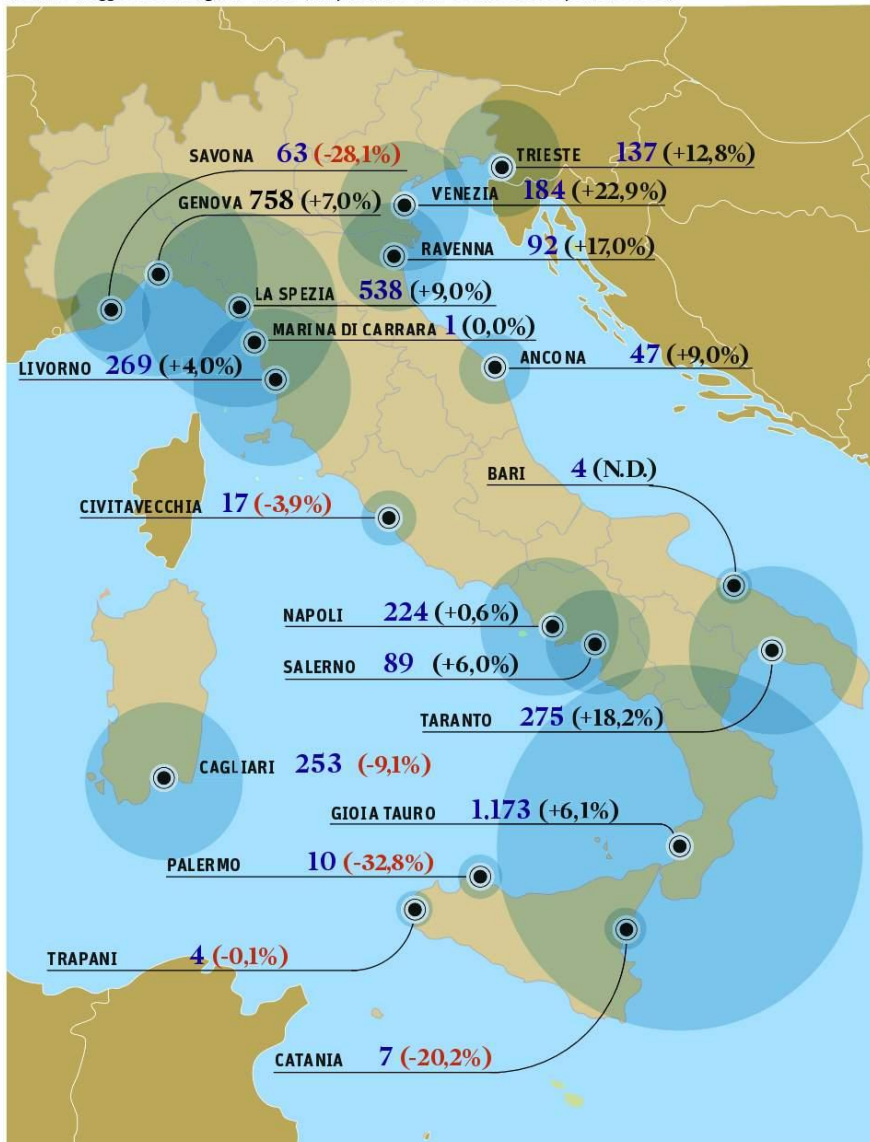 SAVONA 63 (-28,1%)
TRIESTE 137 (+12,8%)
GENOVA 758 (+7,0%)
VENEZIA 184 (+22,9%)
RAVENNA 92 (+17,0%)
LA SPEZIA 538 (+9,0%)
MARINA DI CARRARA 1 (0,0%)
LIVORNO 269 (+4,0%)
ANCONA 47 (+9,0%)
BARI 4 (N.D.)
CIVITAVECCHIA 17 (-3,9%)
NAPOLI 224 (+0,6%)
SALERNO 89 (+6,0%)
TARANTO 275 (+18,2%)
CAGLIARI 253 (-9,1%)
GIOIA TAURO 1.173 (+6,1%)
PALERMO 10 (-32,8%)
TRAPANI 4 (-0,1%)
CATANIA 7 (-20,2%)